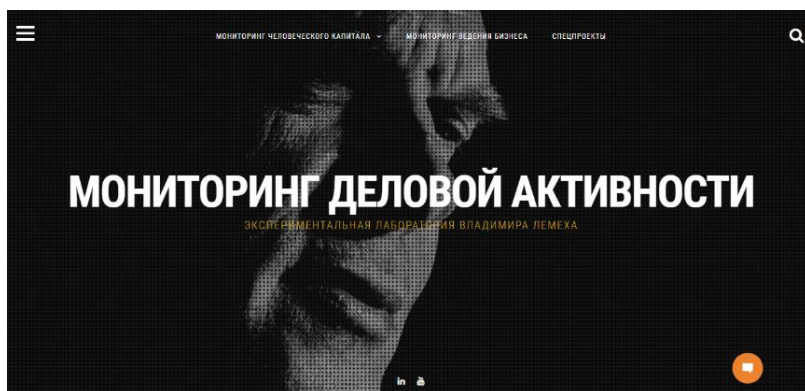 МОНИТОРИНГ ЧЕЛОВЕЧЕСКОГО КАПИТАЛА МОНИТОРИНГ ВЕДЕНИЯ БИЗНЕСА СПЕЦПРОЕКТЫ
МОНИТОРИНГ ДЕЛОВОЙ АКТИВНОСТИ
ЭКСПЕРИМЕНТАЛЬНАЯ ЛАБОРАТОРИЯ ВЛАДИМИРА ЛЕМЕХА
in